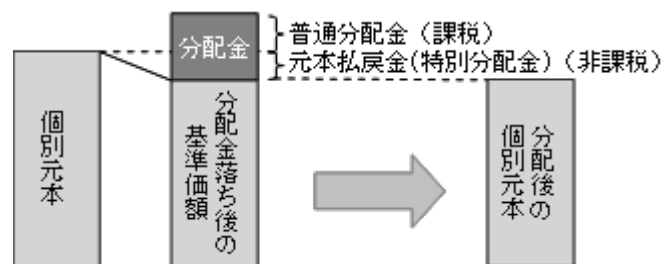 分配金
普通分配金（課税）
元本払戻金(特別分配金)（非課税）
個別元本
分配金落ち後の
基準価額
分配後の
個別元本